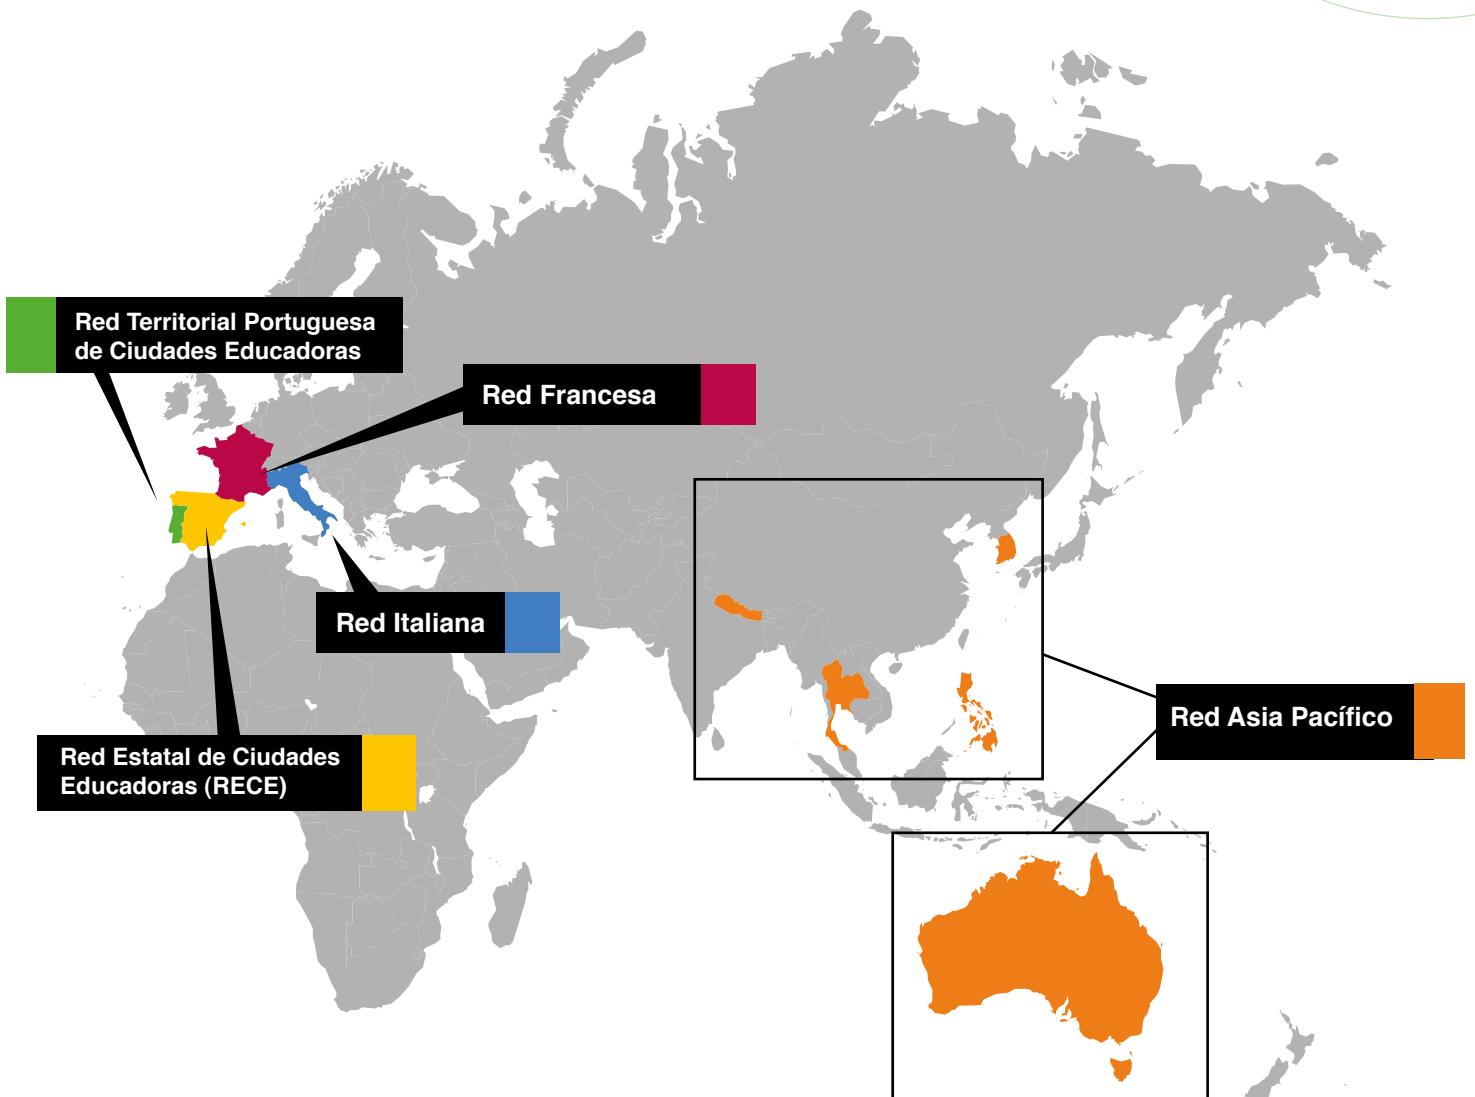 Red Territorial Portuguesa
de Ciudades Educadoras
Red Francesa
Red Italiana
Red Asia Pacífico
Red Estatal de Ciudades
Educadoras (RECE)